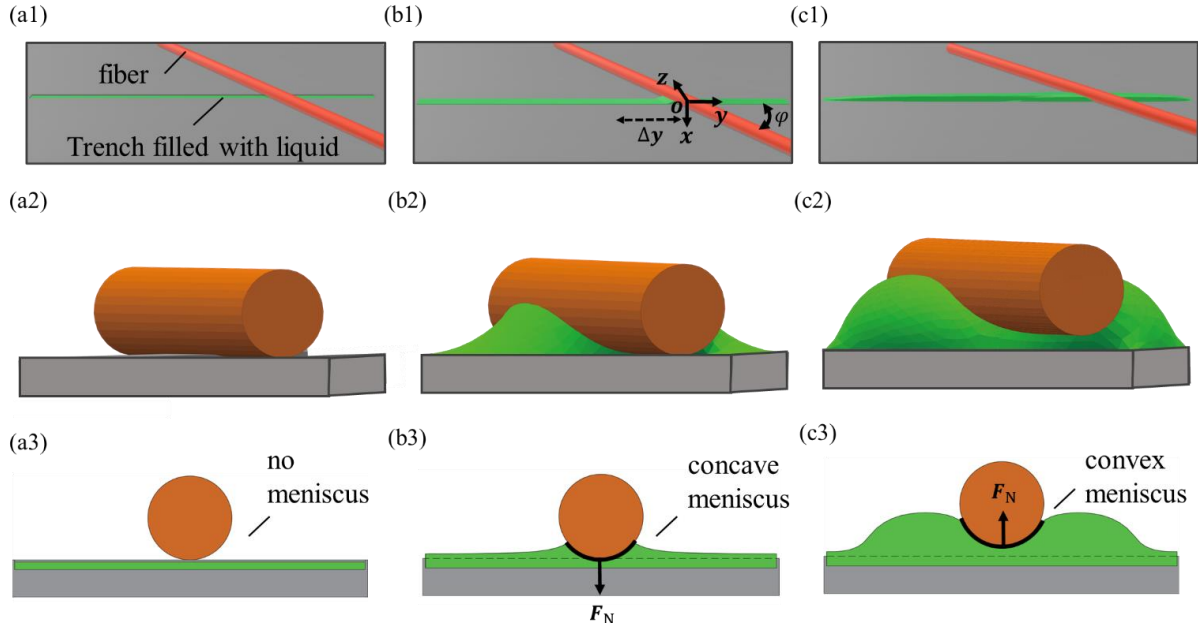 (a1)
(b1)
(c1)
fiber
Trench filled with liquid
z
o
y
x
Δy
φ
(a2)
(b2)
(c2)
(a3)
(b3)
(c3)
no
meniscus
concave
meniscus
F_N
convex
meniscus
F_N